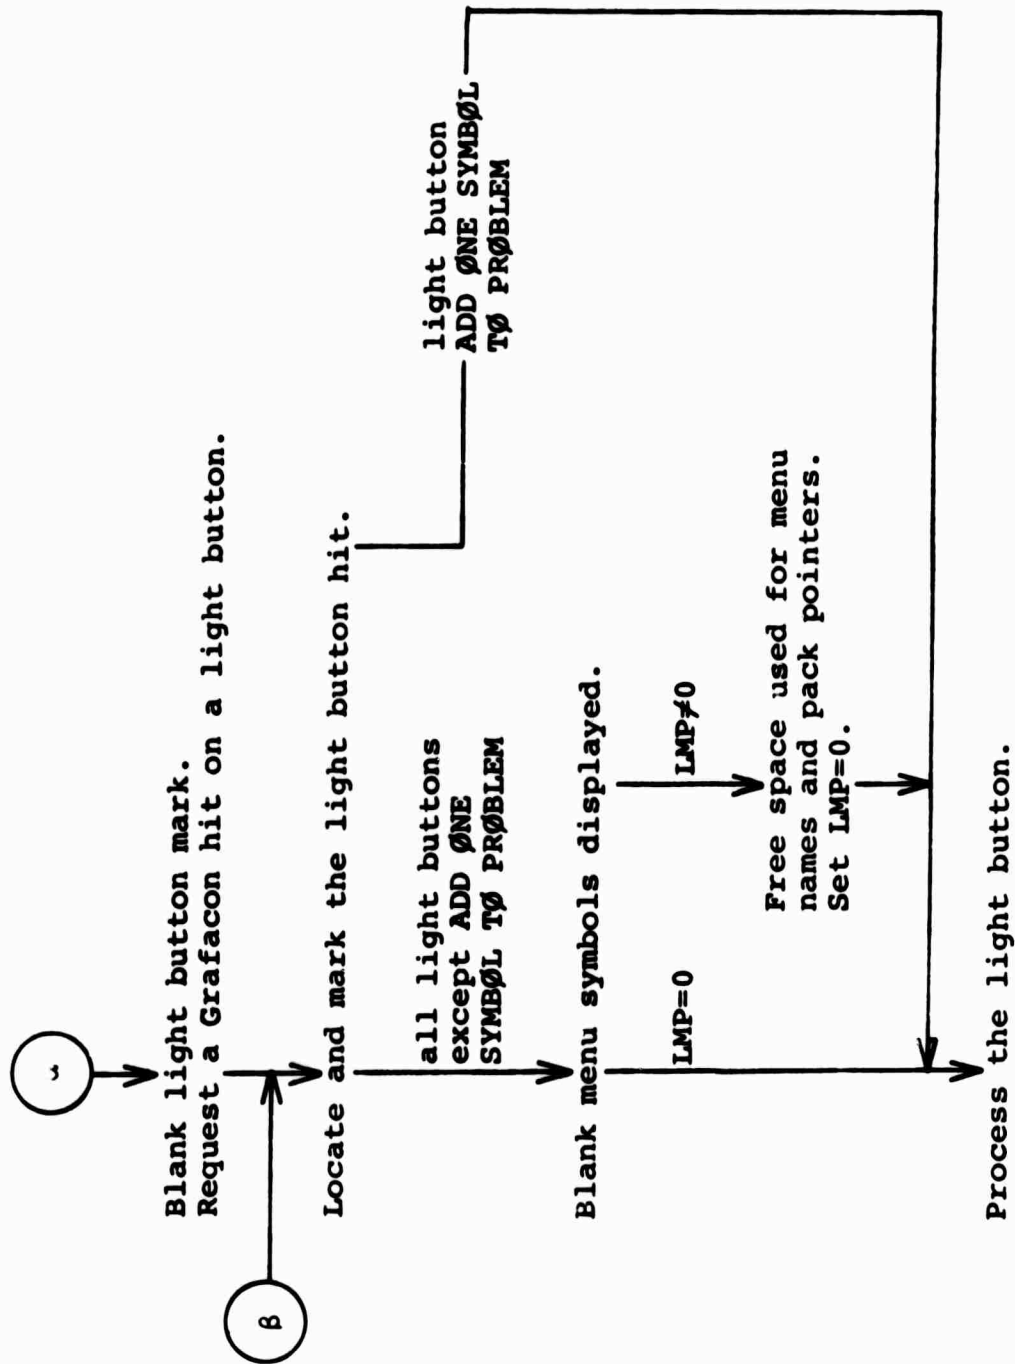 Blank light button mark.
Request a Grafacon hit on a light button.
β
Locate and mark the light button hit.
all light buttons
except ADD ØNE
SYMBØL TØ PRØBLEM
light button
ADD ØNE SYMBØL
TØ PRØBLEM
Blank menu symbols displayed.
LMP=0
LMP≠0
Free space used for menu
names and pack pointers.
Set LMP=0.
Process the light button.